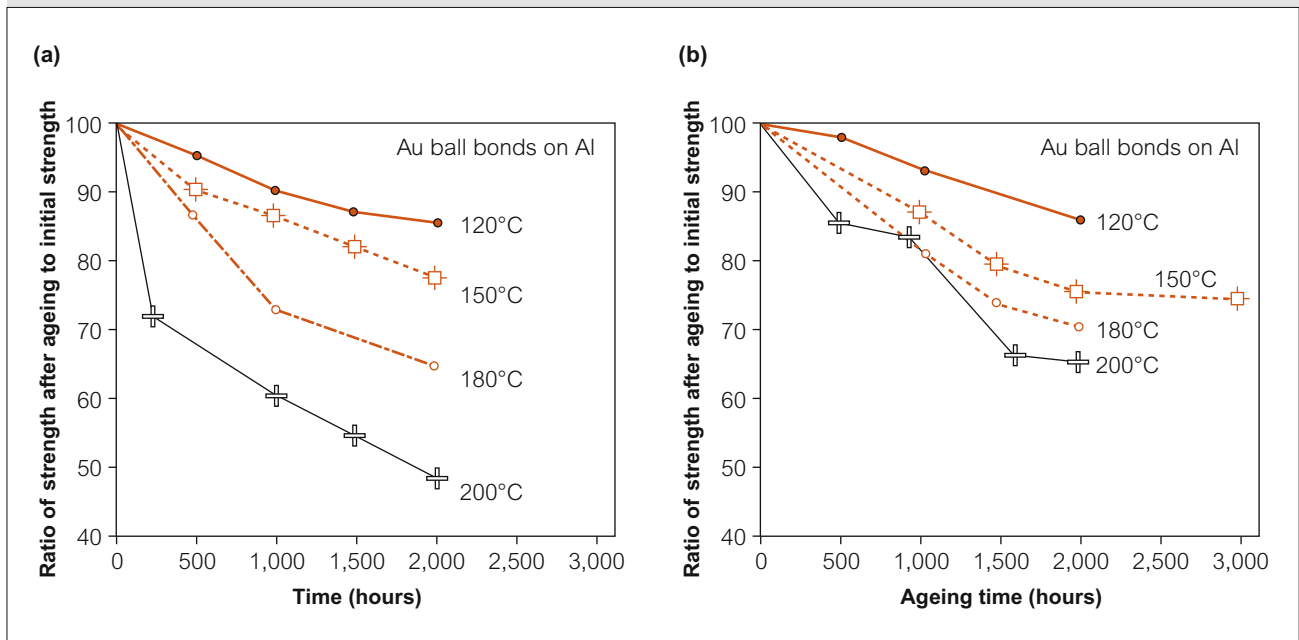 (a)
Ratio of strength after ageing to initial strength
100
90
80
70
60
50
40
Au ball bonds on Al
120°C
150°C
180°C
200°C
0 500 1,000 1,500 2,000 2,500 3,000
Time (hours)
(b)
Ratio of strength after ageing to initial strength
100
90
80
70
60
50
40
Au ball bonds on Al
120°C
150°C
180°C
200°C
0 500 1,000 1,500 2,000 2,500 3,000
Ageing time (hours)